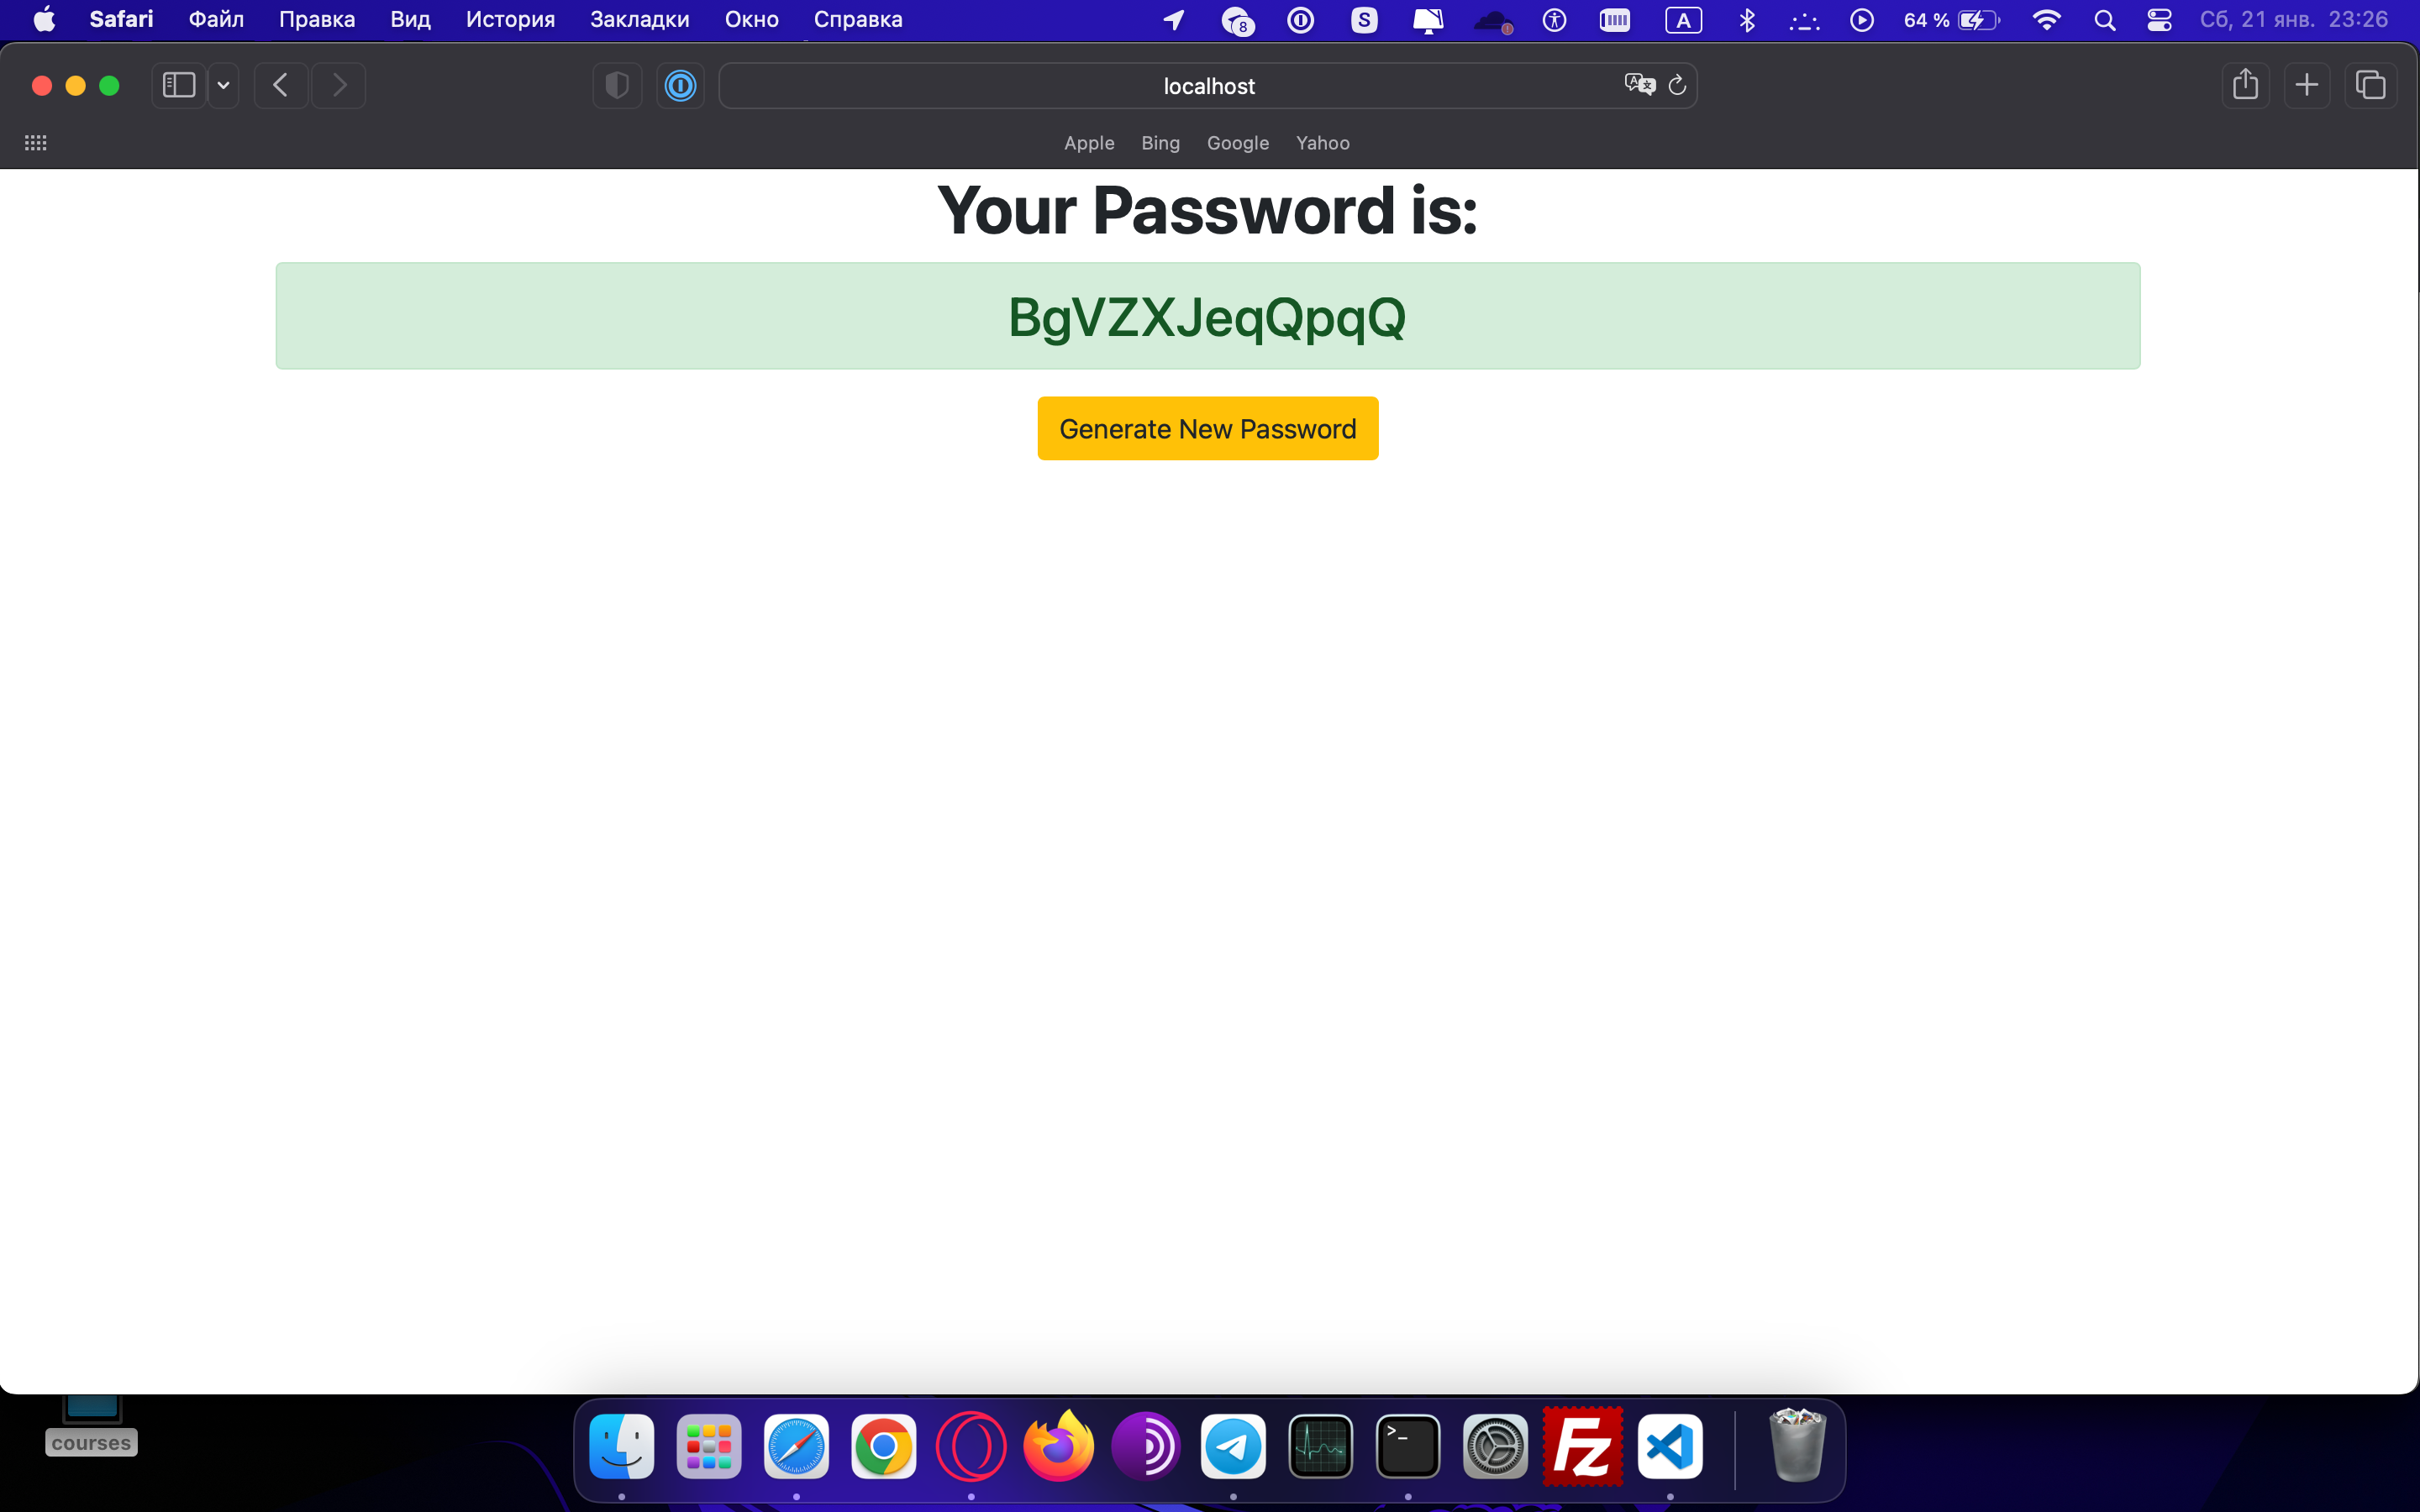 Safari Файл Правка Вид История Закладки Окно Справка 8 S A 64 % Сб, 21 янв. 23:26
localhost
Apple Bing Google Yahoo
Your Password is:
BgVZXJeqQpqQ
Generate New Password
courses
>_
Fz